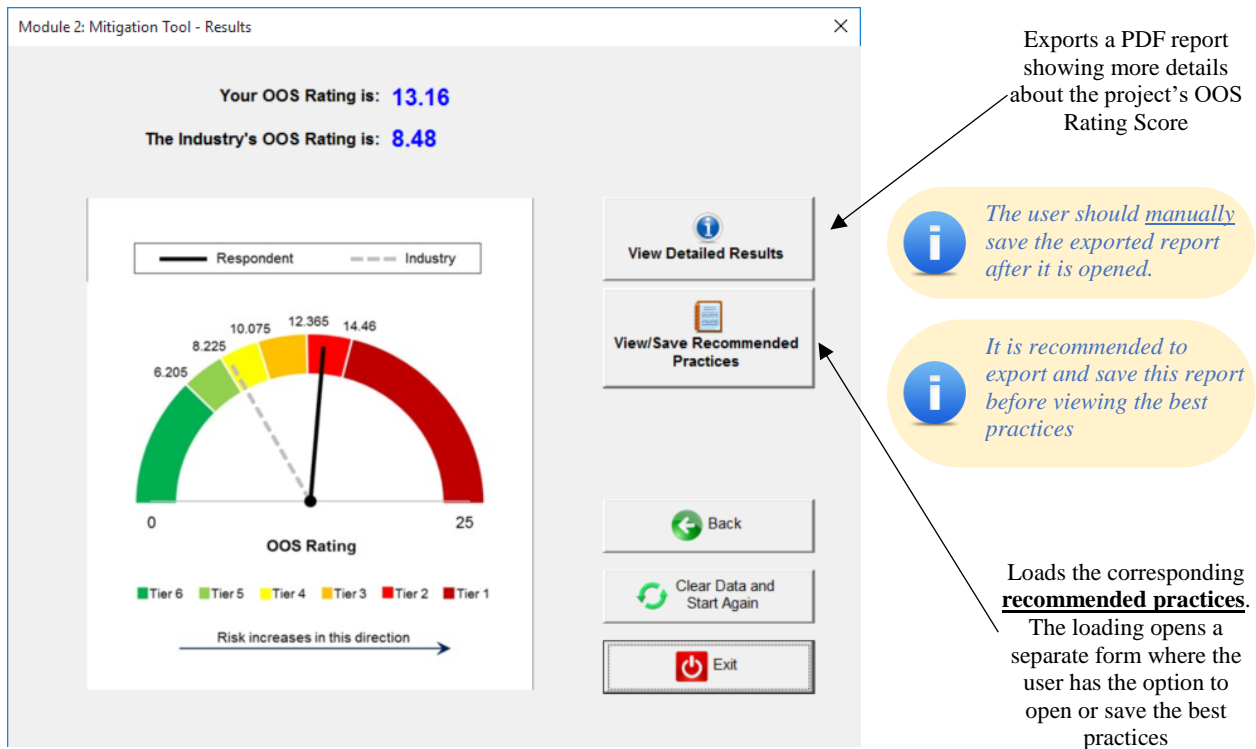 Module 2: Mitigation Tool - Results
Your OOS Rating is: 13.16
The Industry's OOS Rating is: 8.48
Respondent Industry
6.205
8.225
10.075
12.365
14.46
0
25
OOS Rating
Tier 6 Tier 5 Tier 4 Tier 3 Tier 2 Tier 1
Risk increases in this direction
View Detailed Results
View/Save Recommended
Practices
Back
Clear Data and
Start Again
Exit
Exports a PDF report
showing more details
about the project’s OOS
Rating Score
The user should manually
save the exported report
after it is opened.
It is recommended to
export and save this report
before viewing the best
practices
Loads the corresponding
recommended practices.
The loading opens a
separate form where the
user has the option to
open or save the best
practices